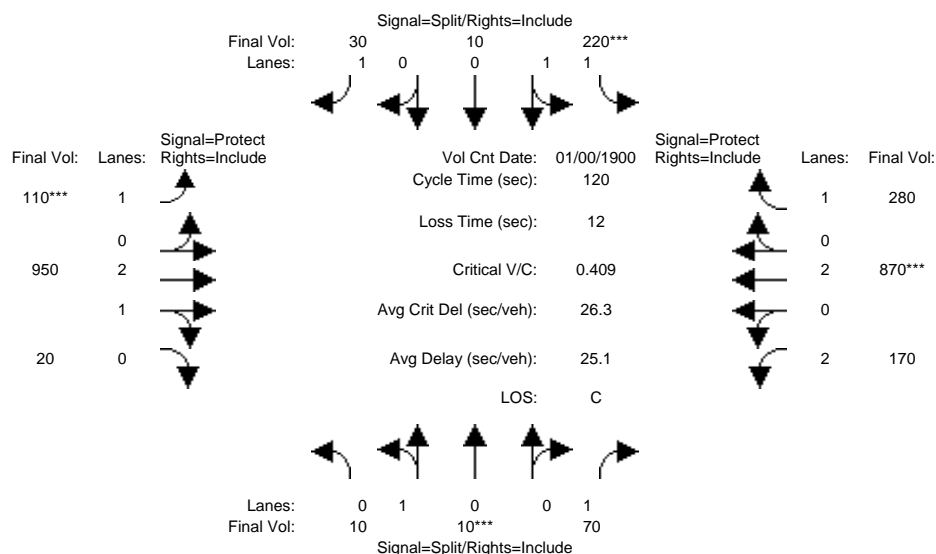 Signal=Split/Rights=Include
Final Vol: 30 10 220***
Lanes: 1 0 0 1 1
Signal=Protect
Final Vol: Lanes: Rights=Include
Vol Cnt Date: 01/00/1900
Signal=Protect
Rights=Include Lanes: Final Vol:
Cycle Time (sec): 120
110*** 1
1 280
Loss Time (sec): 12
0
0
950 2
Critical V/C: 0.409
2 870***
1
Avg Crit Del (sec/veh): 26.3
0
20 0
Avg Delay (sec/veh): 25.1
2 170
LOS: C
Lanes: 0 1 0 0 1
Final Vol: 10 10*** 70
Signal=Split/Rights=Include